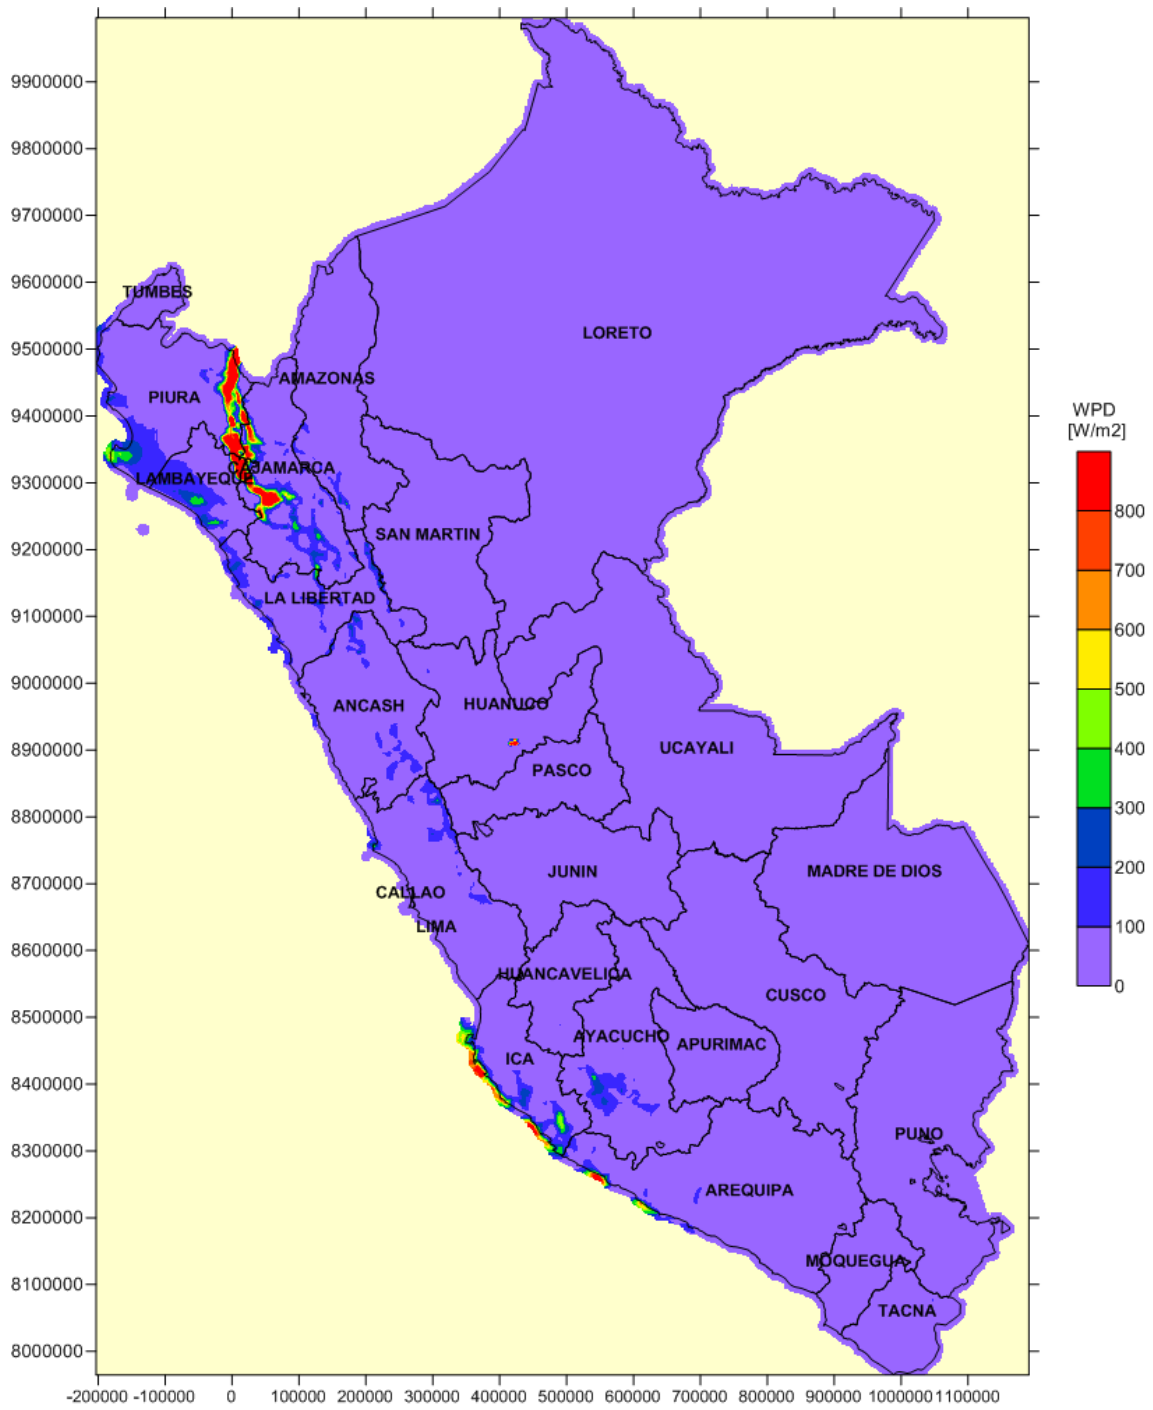 9900000
9800000
9700000
9600000
9500000
9400000
9300000
9200000
9100000
9000000
8900000
8800000
8700000
8600000
8500000
8400000
8300000
8200000
8100000
8000000
TUMBES
LORETO
AMAZONAS
PIURA
CAJAMARCA
LAMBAYEQUE
SAN MARTIN
LA LIBERTAD
ANCASH
HUANUCO
UCAYALI
PASCO
JUNIN
MADRE DE DIOS
CALLAO
LIMA
HUANCAVELICA
CUSCO
AYACUCHO
APURIMAC
ICA
PUNO
AREQUIPA
MOQUEGUA
TACNA
-200000 -100000 0 100000 200000 300000 400000 500000 600000 700000 800000 900000 1000000 1100000
WPD
[W/m2]
800
700
600
500
400
300
200
100
0